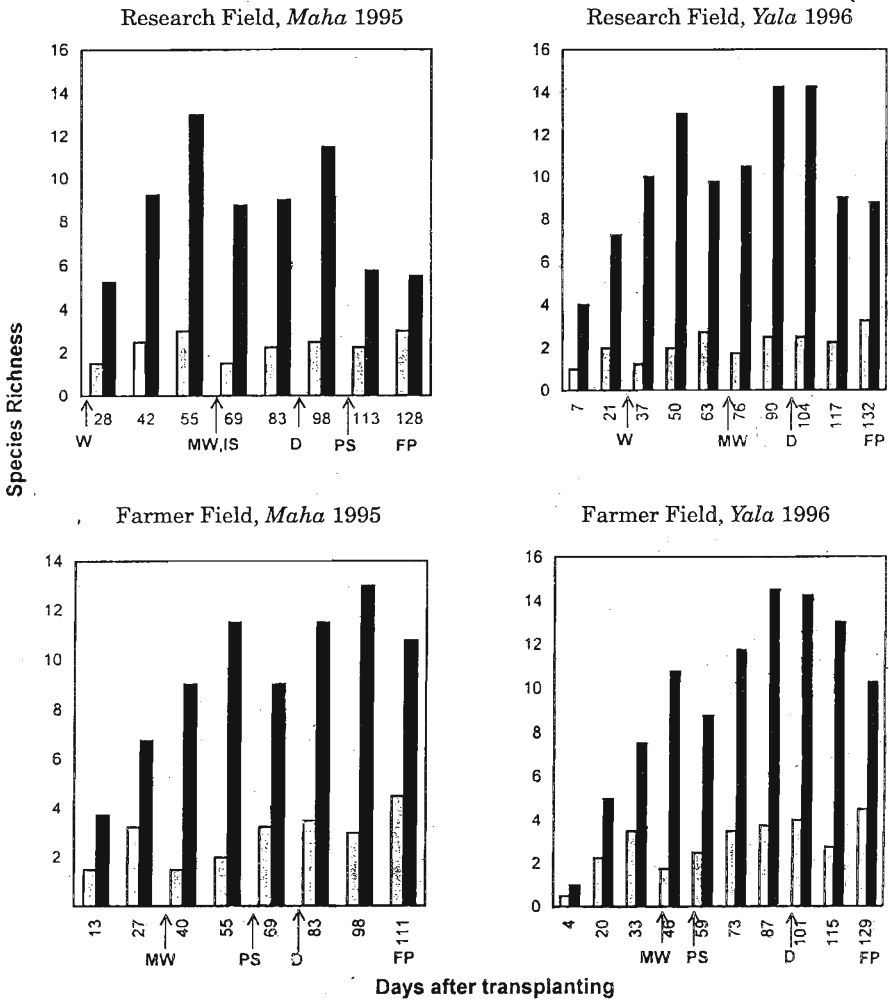 Research Field, Maha 1995
16
14
12
10
8
6
4
2
0
28 42 55 69 83 98 113 128
W MW,IS D PS FP
Research Field, Yala 1996
16
14
12
10
8
6
4
2
0
7 21 37 50 63 76 90 104 117 132
W MW D FP
Species Richness
Farmer Field, Maha 1995
14
12
10
8
6
4
2
13 27 40 55 69 83 98 111
MW PS D FP
Farmer Field, Yala 1996
16
14
12
10
8
6
4
2
0
4 20 33 46 59 73 87 101 115 129
MW PS D FP
Days after transplanting